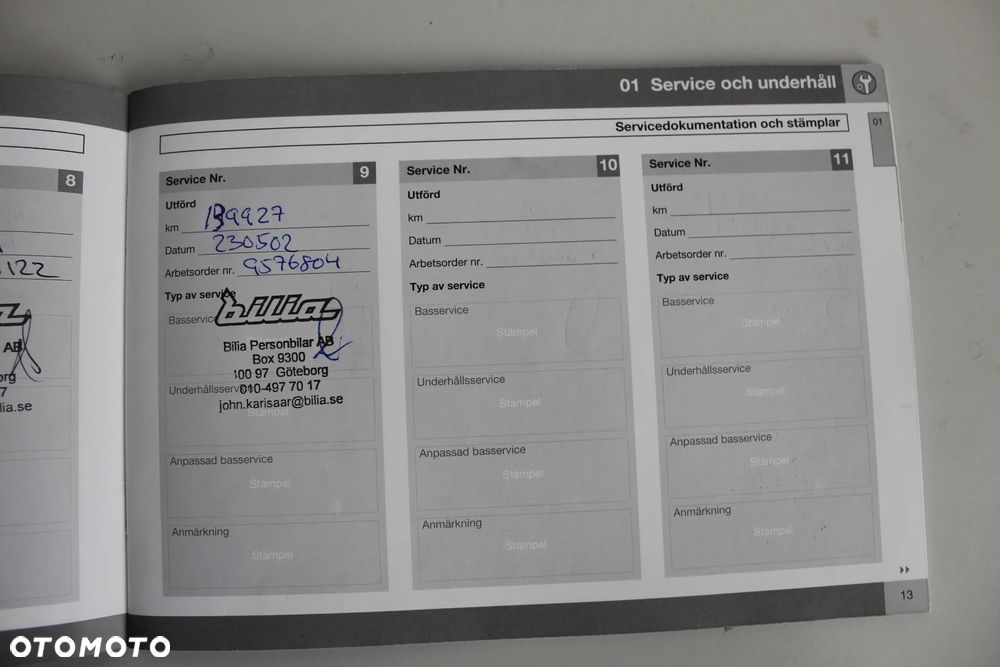 01 Service och underhåll
Servicedokumentation och stämplar
01
8
122
AB
org
7
lia.se
Service Nr. 9
Utförd
km 139927
Datum 230502
Arbetsorder nr. 9576804
Typ av service
Basservice
bilia
Bilia Personbilar AB
Box 9300
100 97 Göteborg
Underhållsservice
010-497 70 17
Stämpel
john.karisaar@bilia.se
Anpassad basservice
Stämpel
Anmärkning
Stämpel
Service Nr. 10
Utförd
km
Datum
Arbetsorder nr.
Typ av service
Basservice
Stämpel
Underhållsservice
Stämpel
Anpassad basservice
Stämpel
Anmärkning
Stämpel
Service Nr. 11
Utförd
km
Datum
Arbetsorder nr.
Typ av service
Basservice
Stämpel
Underhållsservice
Stämpel
Anpassad basservice
Stämpel
Anmärkning
Stämpel
13
OTOMOTO